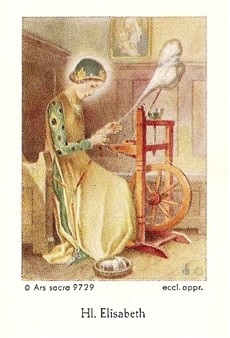 © Ars sacra 9729 eccl. appr.
Hl. Elisabeth